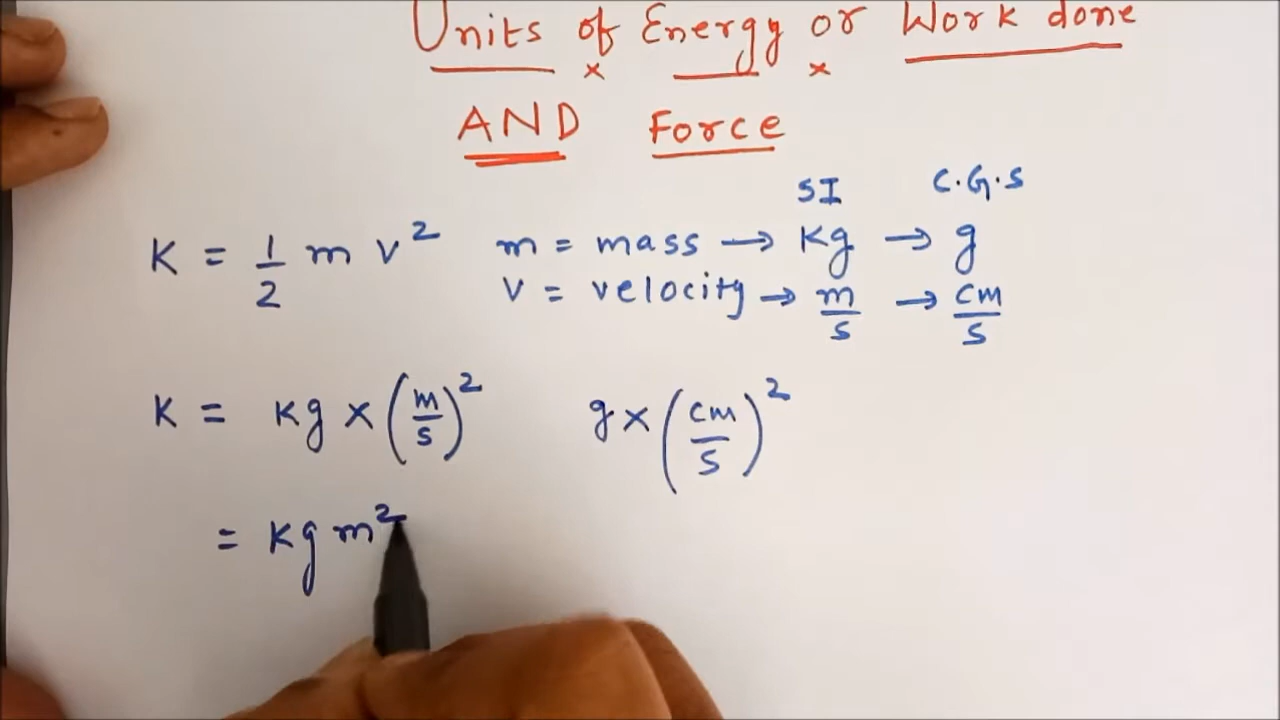 Units of Energy or Work done
x x
AND Force
SI C.G.S
K = 1/2 m v² m = mass → Kg → g
v = velocity → m/s → cm/s
K = Kg × (m/s)² g × (cm/s)²
= Kg m²